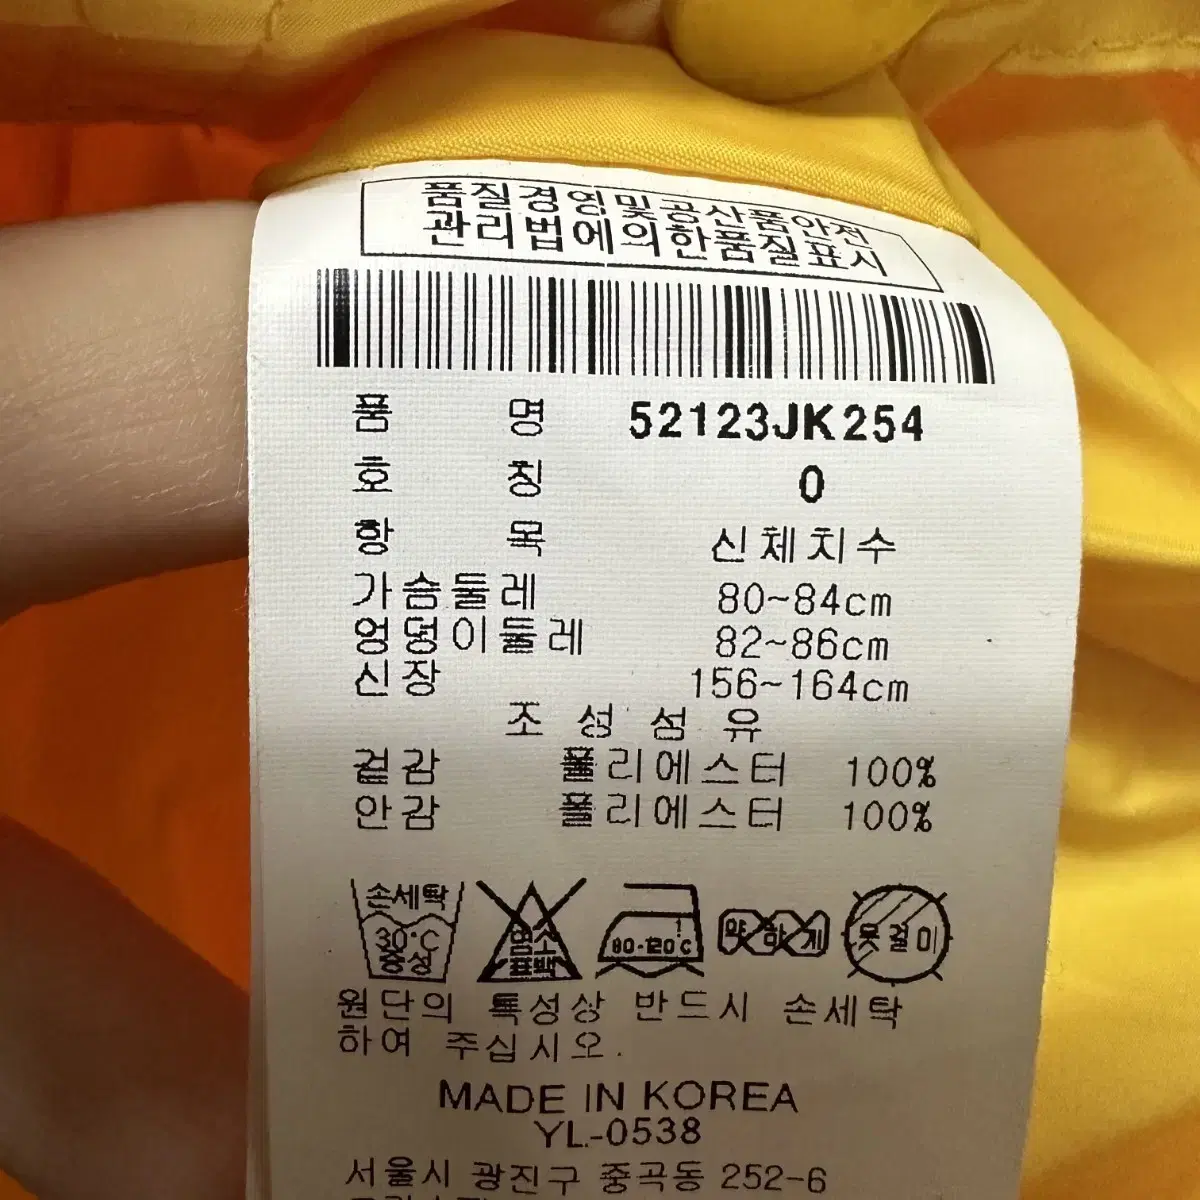 품질경영및공산품안전
관리법에의한품질표시
품 명 52123JK254
호 칭 0
항 목 신체치수
가슴둘레 80~84cm
엉덩이둘레 82~86cm
신장 156~164cm
조 성 섬 유
겉감 폴리에스터 100%
안감 폴리에스터 100%
손세탁
30°C
중성
염소
표백
80-120°C
약하게
옷걸이
원단의 특성상 반드시 손세탁
하여 주십시오.
MADE IN KOREA
YL-0538
서울시 광진구 중곡동 252-6